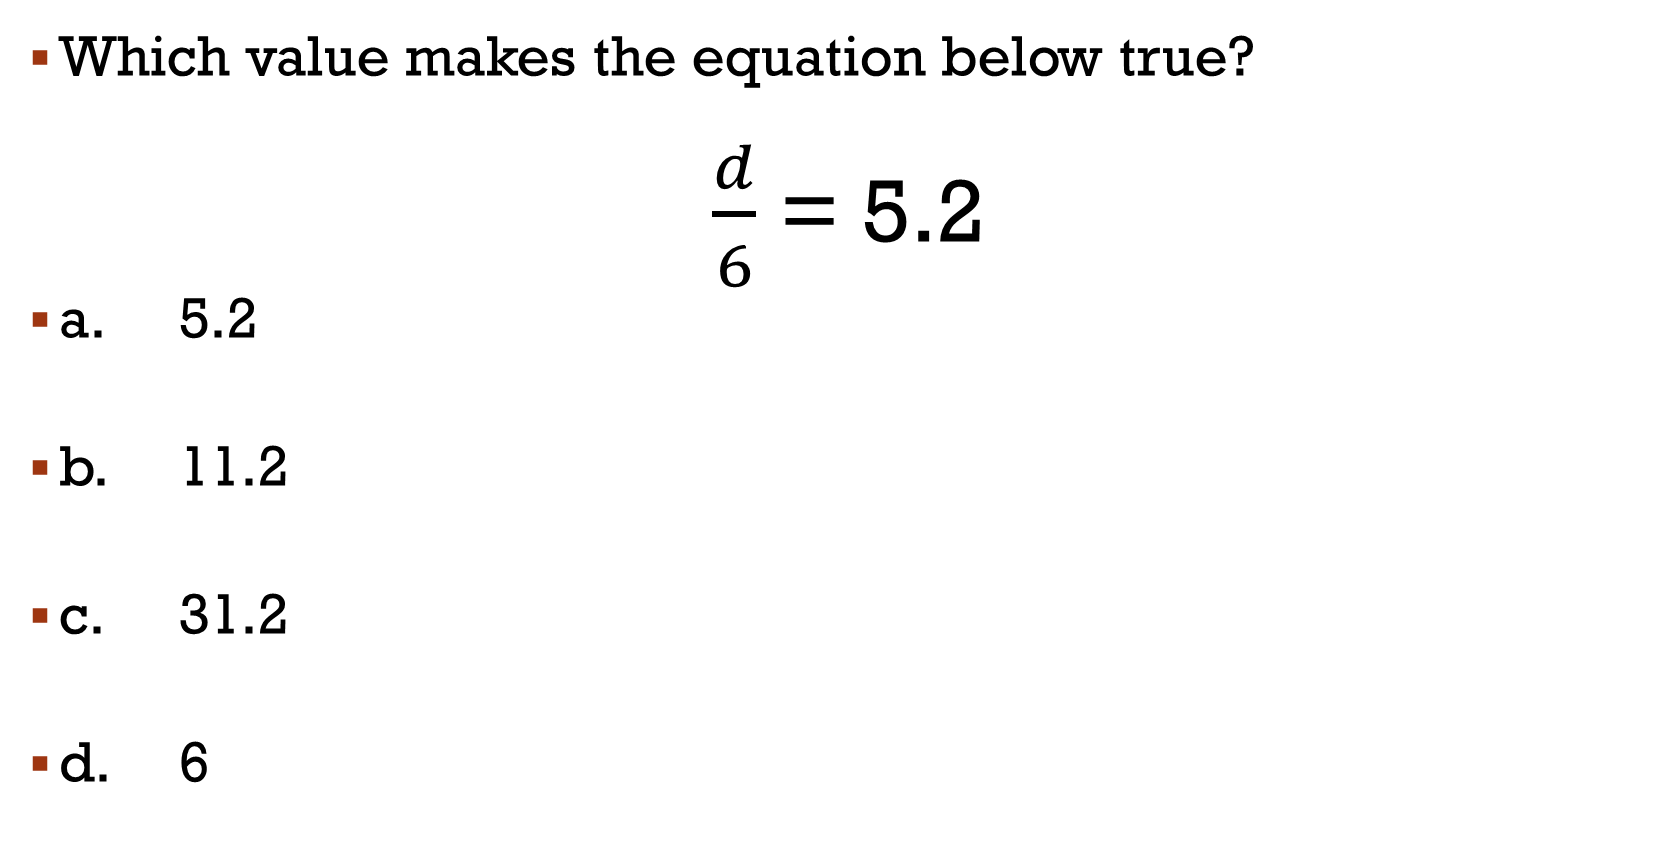 ▪ Which value makes the equation below true?
d/6 = 5.2
▪ a. 5.2
▪ b. 11.2
▪ c. 31.2
▪ d. 6